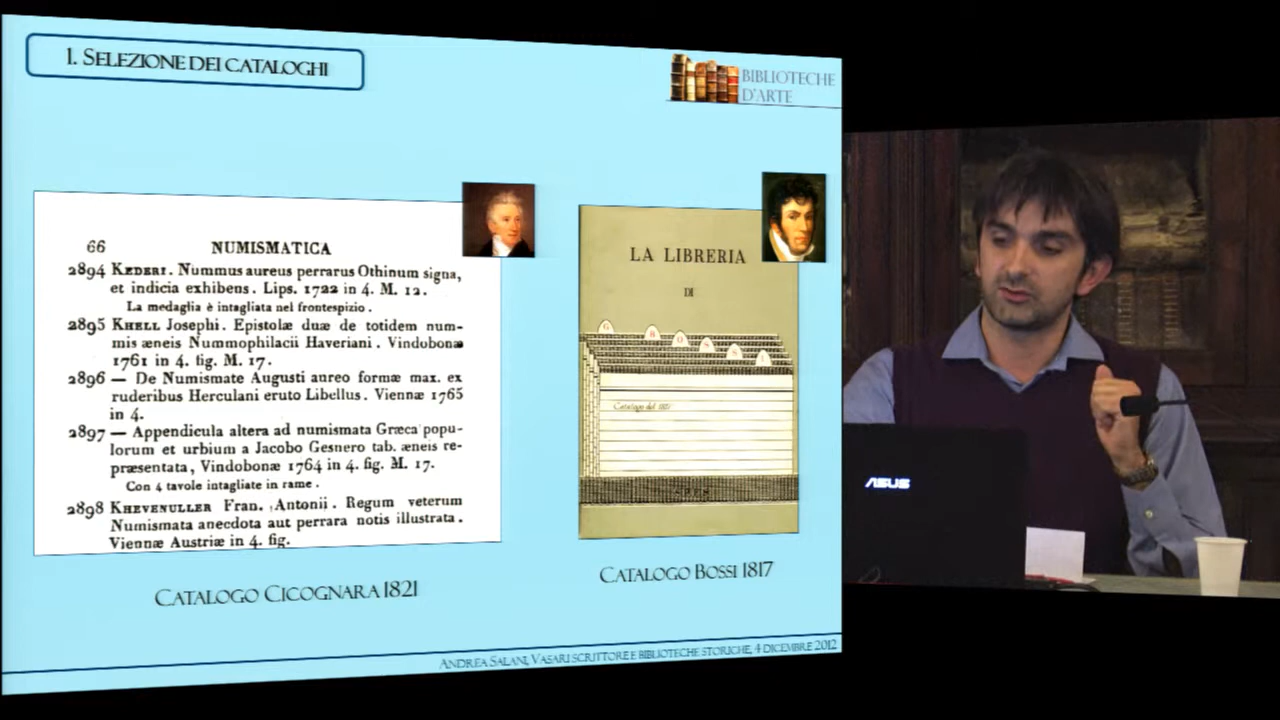 1. SELEZIONE DEI CATALOGHI
BIBLIOTECHE
D'ARTE
66 NUMISMATICA
2894 KEDERI. Nummus aureus perrarus Othinum signa,
et indicia exhibens. Lips. 1722 in 4. M. 12.
La medaglia è intagliata nel frontespizio.
2895 KHELL Josephi. Epistolæ duæ de totidem num-
mis æneis Nummophilacii Haveriani. Vindobonæ
1761 in 4. fig. M. 17.
2896 — De Numismate Augusti aureo formæ max. ex
ruderibus Herculani eruto Libellus. Viennæ 1765
in 4.
2897 — Appendicula altera ad numismata Græca popu-
lorum et urbium a Jacobo Gesnero tab. æneis re-
præsentata, Vindobonæ 1764 in 4. fig. M. 17.
Con 4 tavole intagliate in rame.
2898 KHEVENULLER Fran. Antonii. Regum veterum
Numismata anecdota aut perrara notis illustrata.
Viennæ Austriæ in 4. fig.
CATALOGO CICOGNARA 1821
LA LIBRERIA
DI
G B O S S I
Catalogo del 1817
CATALOGO BOSSI 1817
ANDREA SALANI, VASARI SCRITTORE E BIBLIOTECHE STORICHE, 4 DICEMBRE 2012
ASUS